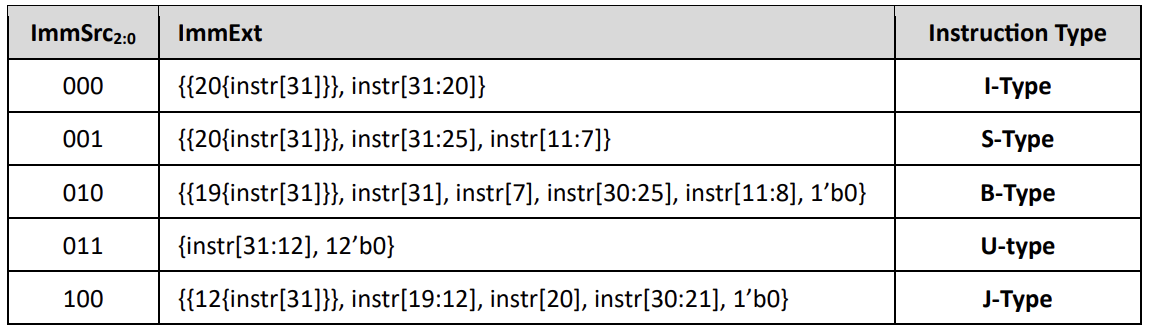 ImmSrc2:0 ImmExt Instruction Type
000 {{20{instr[31]}}, instr[31:20]} I-Type
001 {{20{instr[31]}}, instr[31:25], instr[11:7]} S-Type
010 {{19{instr[31]}}, instr[31], instr[7], instr[30:25], instr[11:8], 1’b0} B-Type
011 {instr[31:12], 12’b0} U-type
100 {{12{instr[31]}}, instr[19:12], instr[20], instr[30:21], 1’b0} J-Type